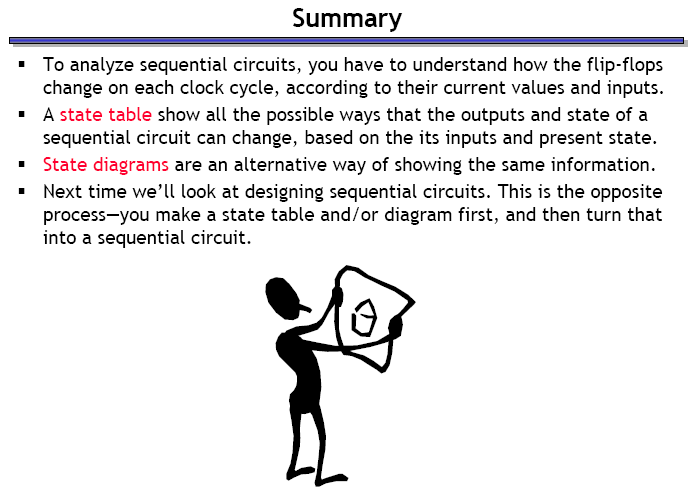 Summary
▪ To analyze sequential circuits, you have to understand how the flip-flops
change on each clock cycle, according to their current values and inputs.
▪ A state table show all the possible ways that the outputs and state of a
sequential circuit can change, based on the its inputs and present state.
▪ State diagrams are an alternative way of showing the same information.
▪ Next time we’ll look at designing sequential circuits. This is the opposite
process—you make a state table and/or diagram first, and then turn that
into a sequential circuit.